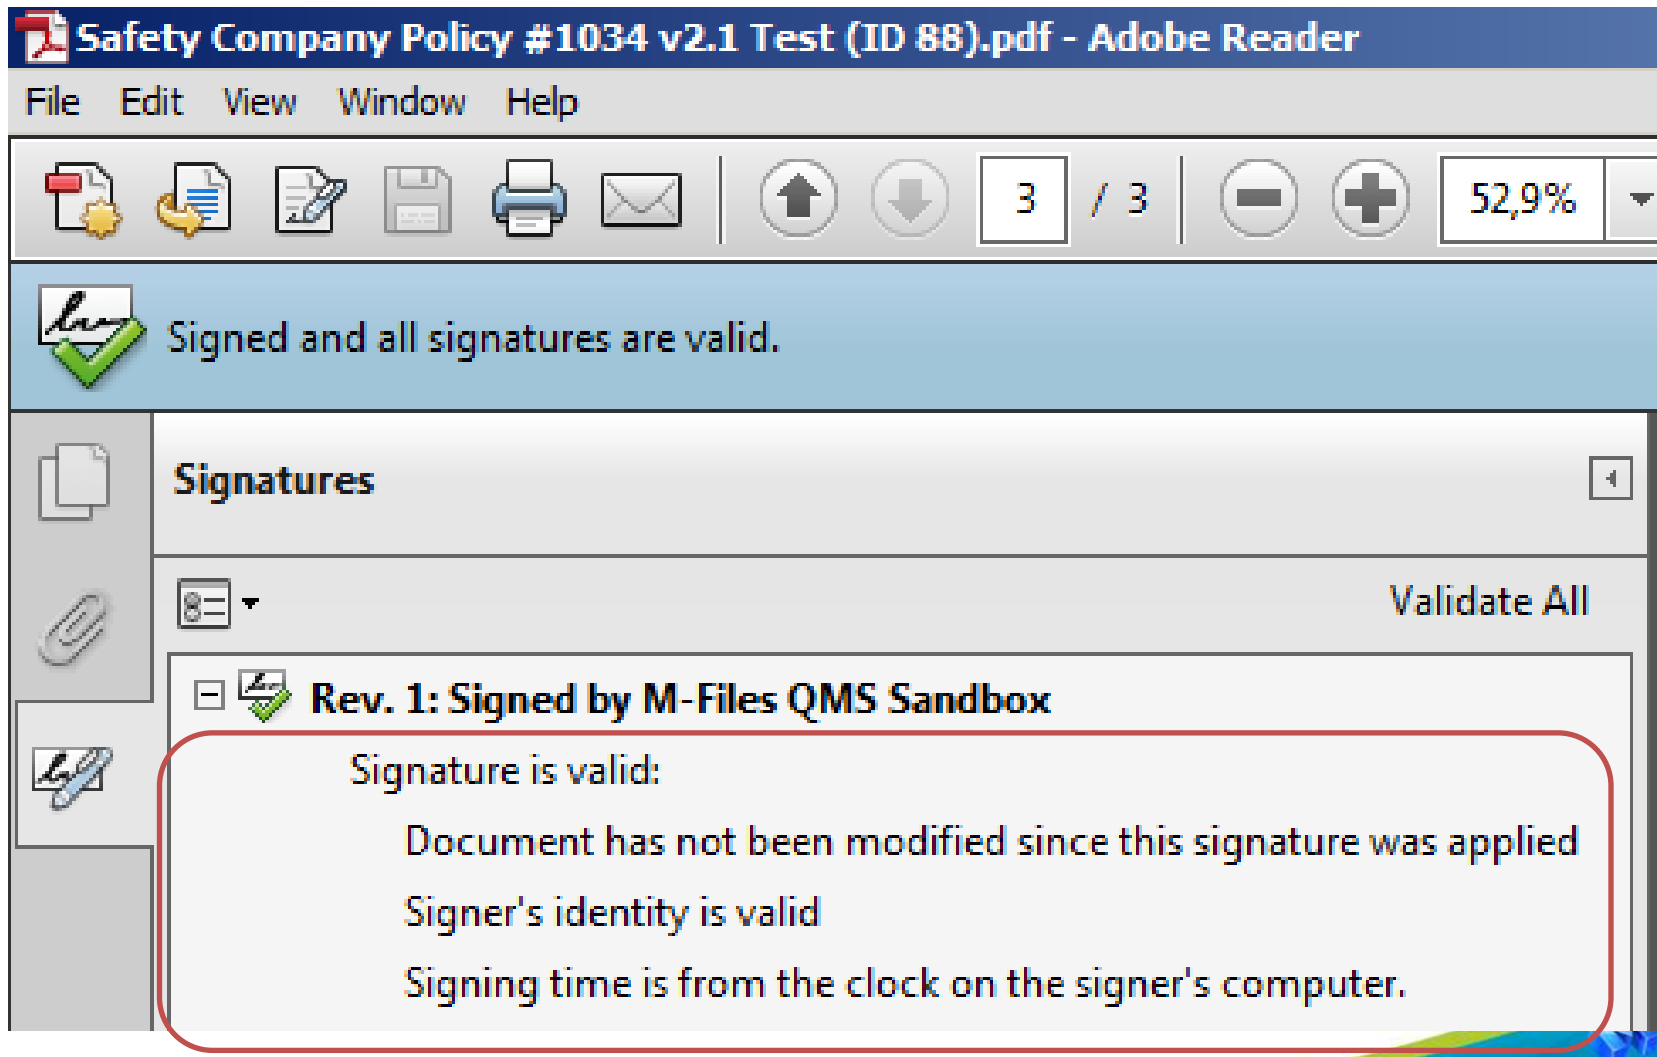 Safety Company Policy #1034 v2.1 Test (ID 88).pdf - Adobe Reader
File Edit View Window Help
3 / 3 52,9%
Signed and all signatures are valid.
Signatures
Validate All
Rev. 1: Signed by M-Files QMS Sandbox
Signature is valid:
Document has not been modified since this signature was applied
Signer's identity is valid
Signing time is from the clock on the signer's computer.